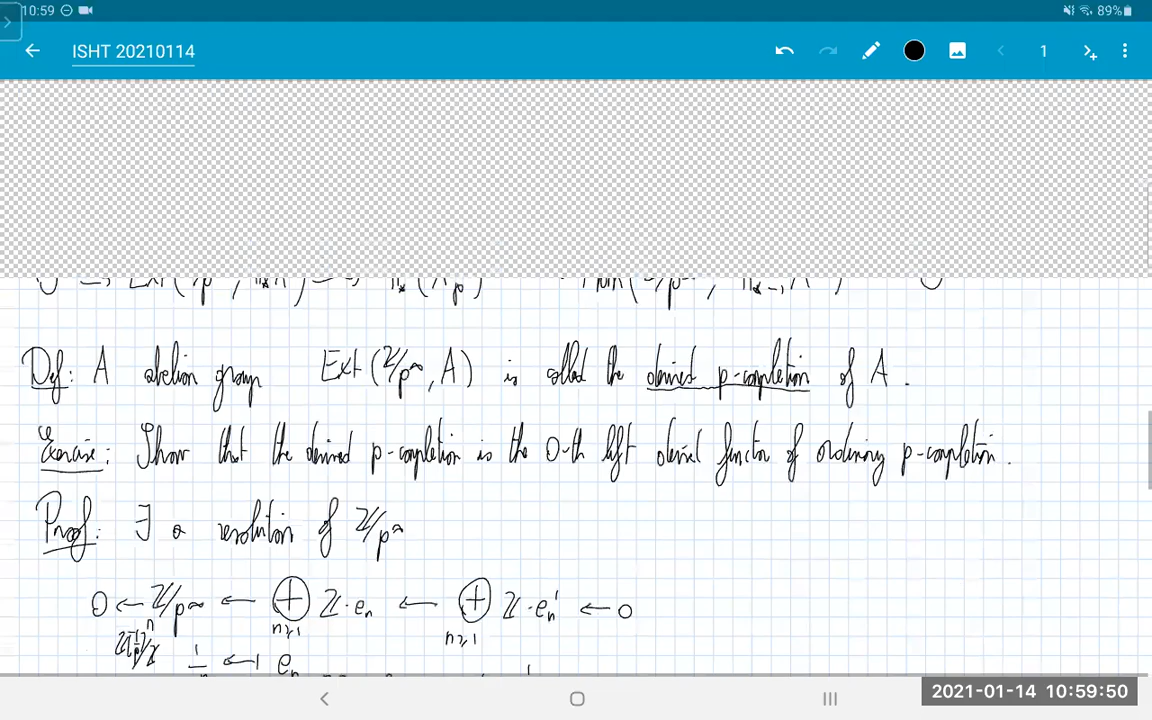 10:59
89%
ISHT 20210114
1
Def: A abelian group Ext(ℤ/p^∞, A) is called the derived p-completion of A.
Exercise: Show that the derived p-completion is the 0-th left derived functor of ordinary p-completion.
Proof: ∃ a resolution of ℤ/p^∞
0 ← ℤ/p^∞ ← ⊕_{n≥1} ℤ·e_n ← ⊕_{n≥1} ℤ·e_n' ← 0
ℤ[1/p]/ℤ
2021-01-14 10:59:50